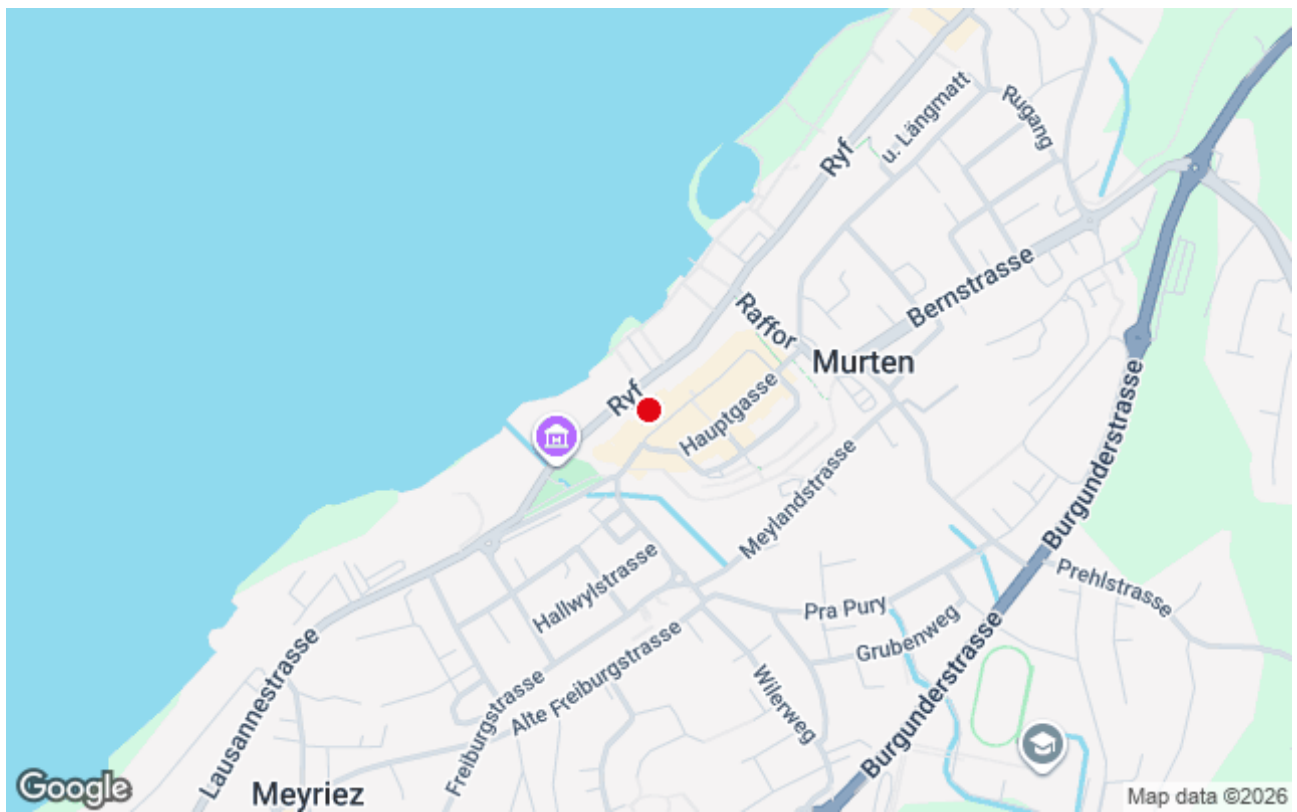 u. Längmatt
Rugang
Ryf
Bernstrasse
Raffor
Murten
Ryf
Hauptgasse
Meylandstrasse
Burgunderstrasse
Prehlstrasse
Hallwylstrasse
Pra Pury
Grubenweg
Lausannestrasse
Freiburgstrasse
Alte Freiburgstrasse
Wilerweg
Burgunderstrasse
Meyriez
Google
Map data ©2026